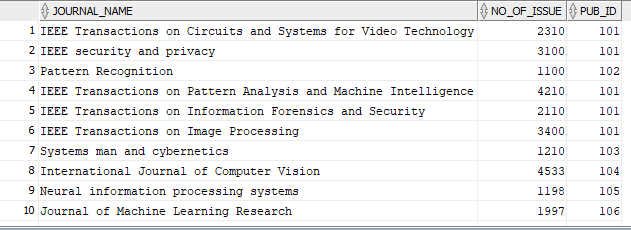 JOURNAL_NAME NO_OF_ISSUE PUB_ID
1 IEEE Transactions on Circuits and Systems for Video Technology 2310 101
2 IEEE security and privacy 3100 101
3 Pattern Recognition 1100 102
4 IEEE Transactions on Pattern Analysis and Machine Intelligence 4210 101
5 IEEE Transactions on Information Forensics and Security 2110 101
6 IEEE Transactions on Image Processing 3400 101
7 Systems man and cybernetics 1210 103
8 International Journal of Computer Vision 4533 104
9 Neural information processing systems 1198 105
10 Journal of Machine Learning Research 1997 106